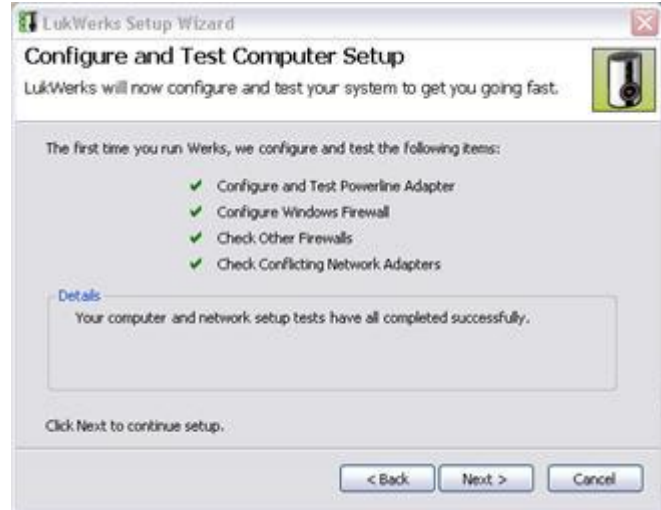 LukWerks Setup Wizard
Configure and Test Computer Setup
LukWerks will now configure and test your system to get you going fast.
The first time you run Werks, we configure and test the following items:
Configure and Test Powerline Adapter
Configure Windows Firewall
Check Other Firewalls
Check Conflicting Network Adapters
Details
Your computer and network setup tests have all completed successfully.
Click Next to continue setup.
< Back Next > Cancel